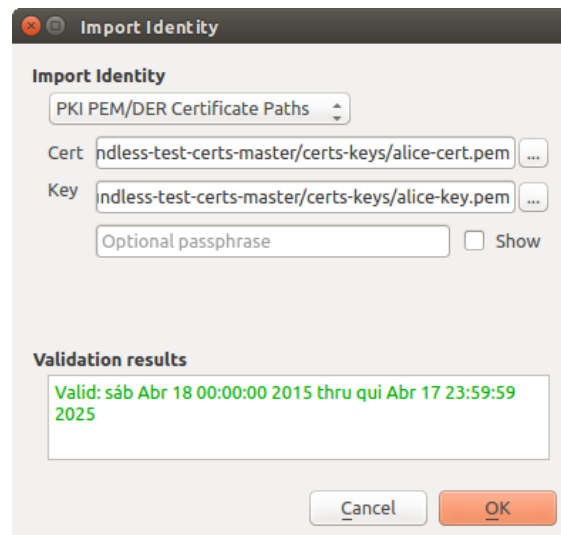 Import Identity
Import Identity
PKI PEM/DER Certificate Paths
Cert ndless-test-certs-master/certs-keys/alice-cert.pem ...
Key indless-test-certs-master/certs-keys/alice-key.pem ...
Optional passphrase Show
Validation results
Valid: sáb Abr 18 00:00:00 2015 thru qui Abr 17 23:59:59
2025
Cancel OK